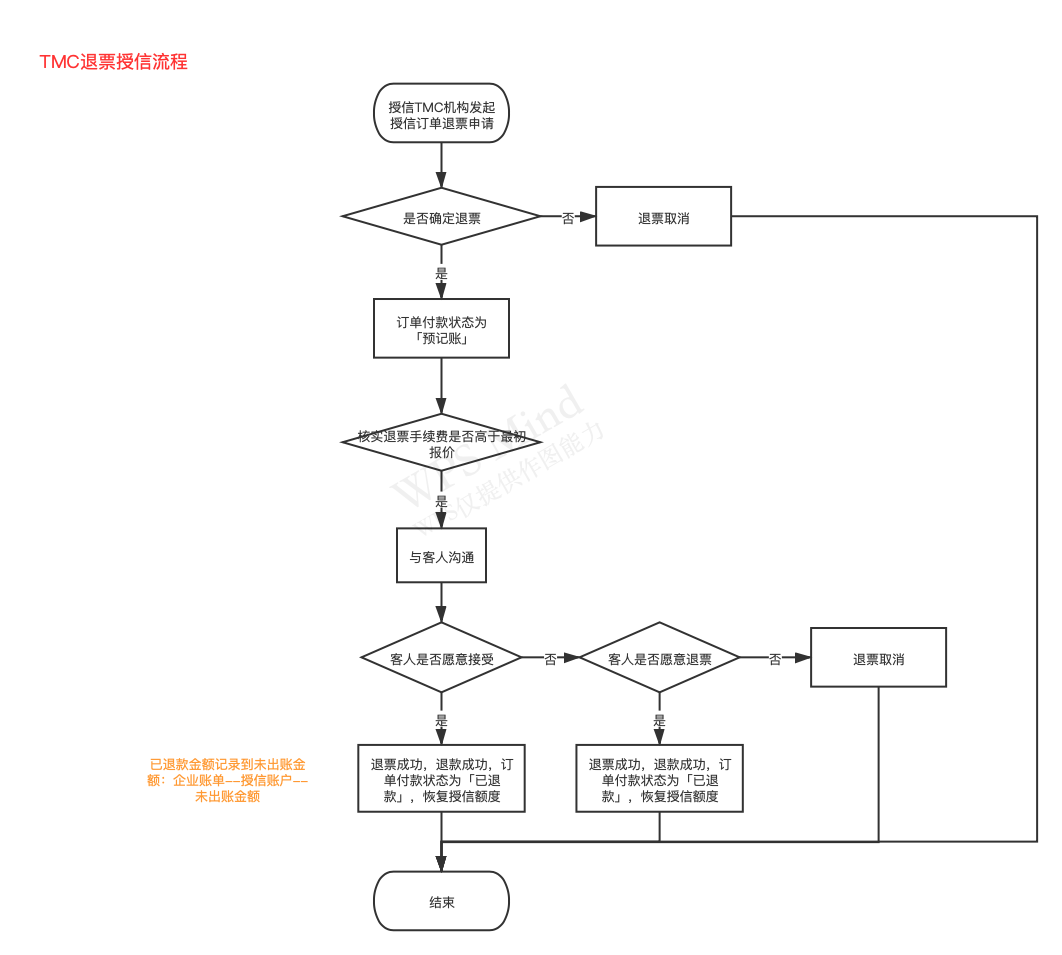 TMC退票授信流程
授信TMC机构发起
授信订单退票申请
是否确定退票
否
退票取消
是
订单付款状态为
「预记账」
核实退票手续费是否高于最初
报价
是
与客人沟通
客人是否愿意接受
否
客人是否愿意退票
否
退票取消
是
是
已退款金额记录到未出账金
额：企业账单--授信账户--
未出账金额
退票成功，退款成功，订
单付款状态为「已退
款」，恢复授信额度
退票成功，退款成功，订
单付款状态为「已退
款」，恢复授信额度
结束
WPS Mind
WPS仅提供作图能力